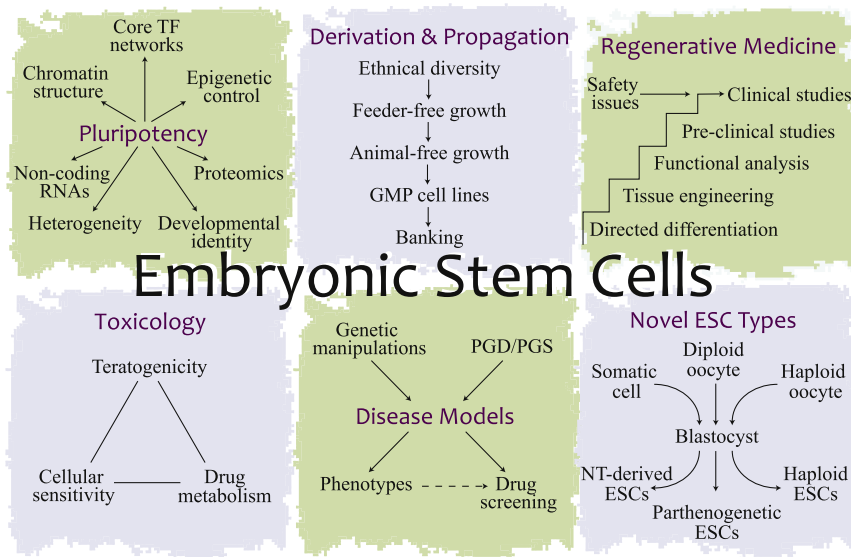 Core TF
networks
Chromatin
structure
Epigenetic
control
Pluripotency
Non-coding
RNAs
Proteomics
Heterogeneity
Developmental
identity
Derivation & Propagation
Ethnical diversity
Feeder-free growth
Animal-free growth
GMP cell lines
Banking
Regenerative Medicine
Safety
issues
Clinical studies
Pre-clinical studies
Functional analysis
Tissue engineering
Directed differentiation
Embryonic Stem Cells
Toxicology
Teratogenicity
Cellular
sensitivity
Drug
metabolism
Genetic
manipulations
PGD/PGS
Disease Models
Phenotypes
Drug
screening
Novel ESC Types
Somatic
cell
Diploid
oocyte
Haploid
oocyte
Blastocyst
NT-derived
ESCs
Parthenogenetic
ESCs
Haploid
ESCs